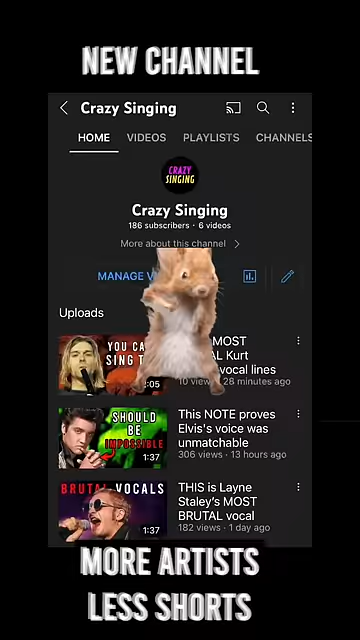 NEW CHANNEL
Crazy Singing
HOME VIDEOS PLAYLISTS CHANNELS
CRAZY
SINGING
Crazy Singing
186 subscribers · 6 videos
More about this channel
MANAGE V
Uploads
YOU CA
SING T
:05
MOST
AL Kurt
vocal lines
10 view
28 minutes ago
SHOULD
BE
IMPOSSIBLE
1:37
This NOTE proves
Elvis's voice was
unmatchable
306 views · 13 hours ago
BRUTAL VOCALS
1:37
THIS is Layne
Staley's MOST
BRUTAL vocal
182 views · 1 day ago
MORE ARTISTS
LESS SHORTS